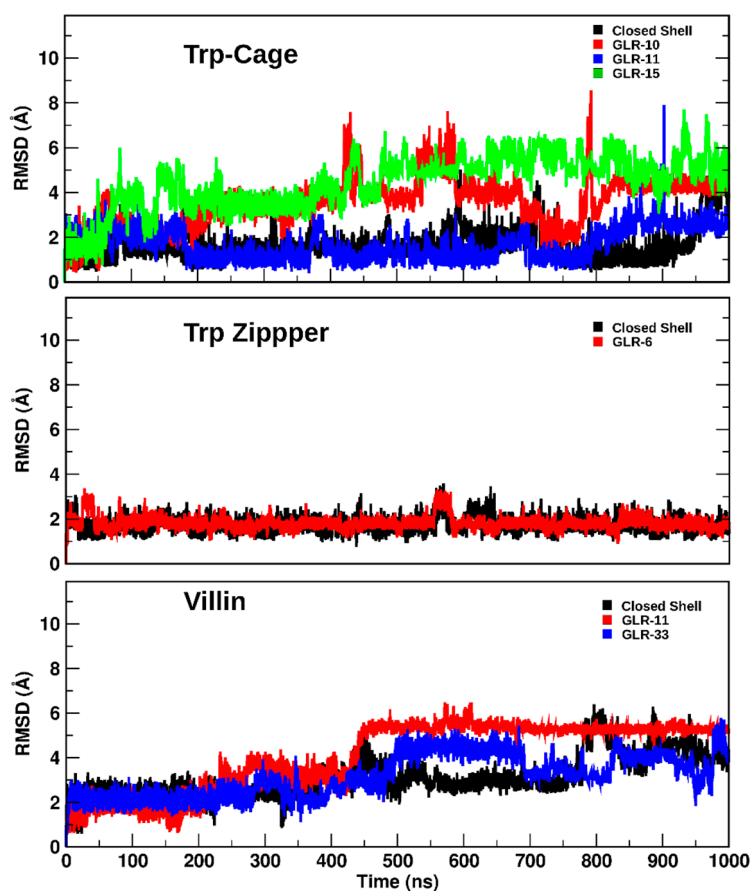 Trp-Cage
Closed Shell
GLR-10
GLR-11
GLR-15
RMSD (Å)
10
8
6
4
2
0
Trp Zippper
Closed Shell
GLR-6
RMSD (Å)
10
8
6
4
2
0
Villin
Closed Shell
GLR-11
GLR-33
RMSD (Å)
10
8
6
4
2
0
0 100 200 300 400 500 600 700 800 900 1000
Time (ns)